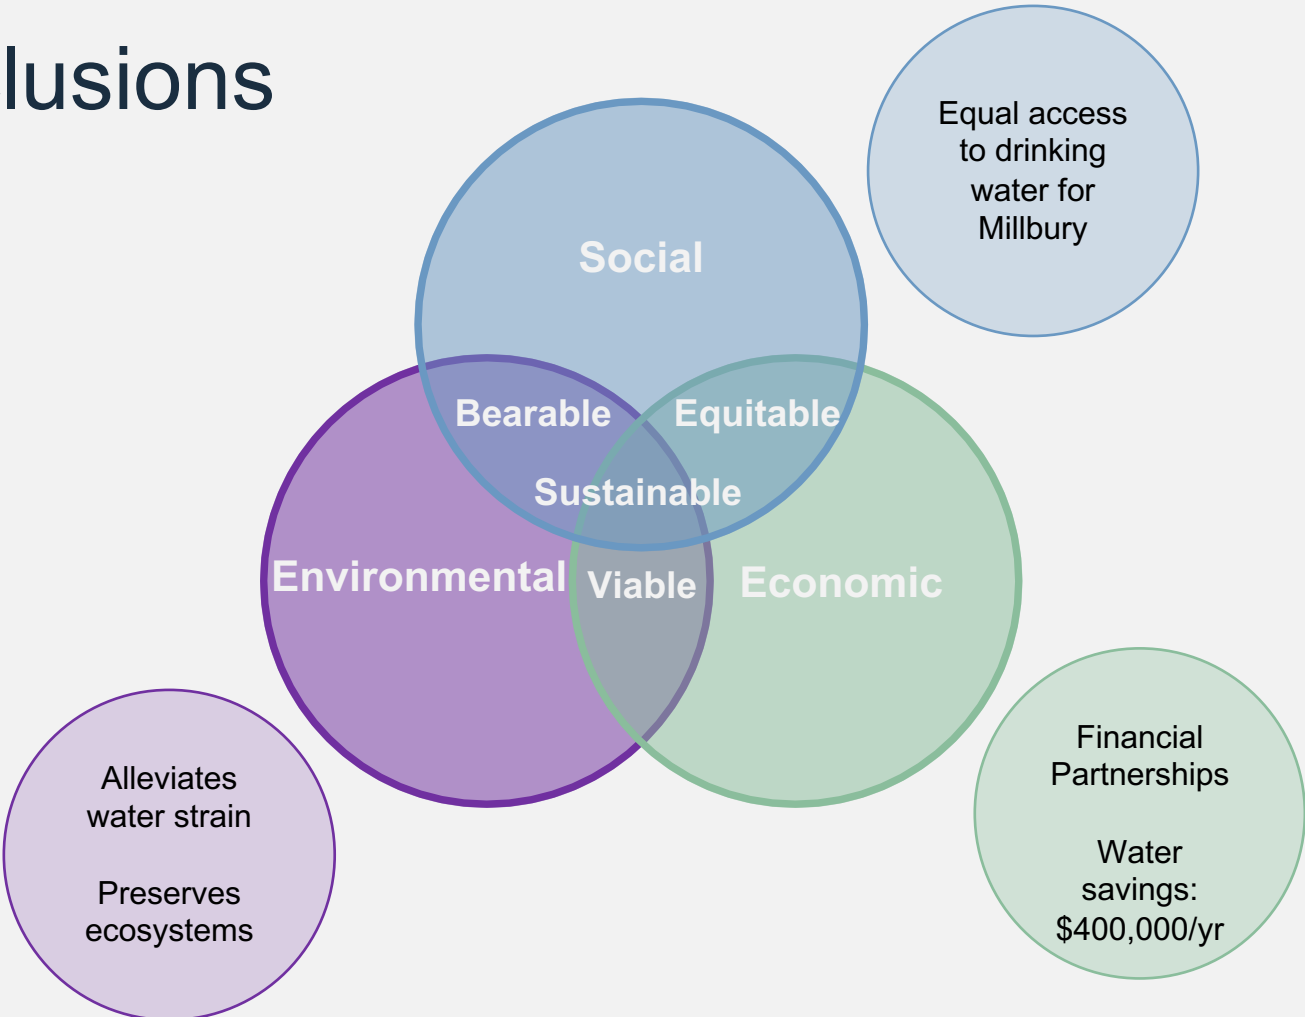 lusions
Equal access
to drinking
water for
Millbury
Social
Bearable
Equitable
Sustainable
Environmental
Viable
Economic
Alleviates
water strain
Preserves
ecosystems
Financial
Partnerships
Water
savings:
$400,000/yr